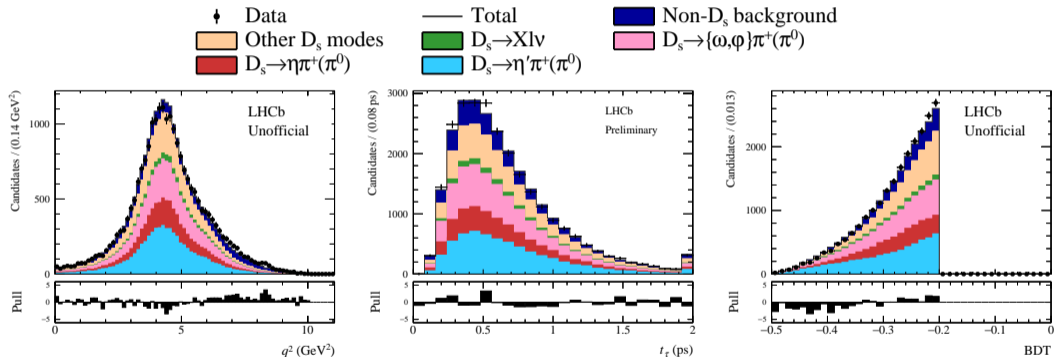 Data
Total
Non-Dₛ background
Other Dₛ modes
Dₛ→Xlν
Dₛ→{ω,φ}π⁺(π⁰)
Dₛ→ηπ⁺(π⁰)
Dₛ→η′π⁺(π⁰)
Candidates / (0.14 GeV²)
1000
500
0
LHCb
Unofficial
Pull
5
0
−5
0
5
10
q² (GeV²)
Candidates / (0.08 ps)
3000
2000
1000
0
LHCb
Preliminary
Pull
5
0
−5
0
0.5
1
1.5
2
t_τ (ps)
Candidates / (0.013)
2000
0
LHCb
Unofficial
Pull
5
0
−5
−0.5
−0.4
−0.3
−0.2
−0.1
0
BDT